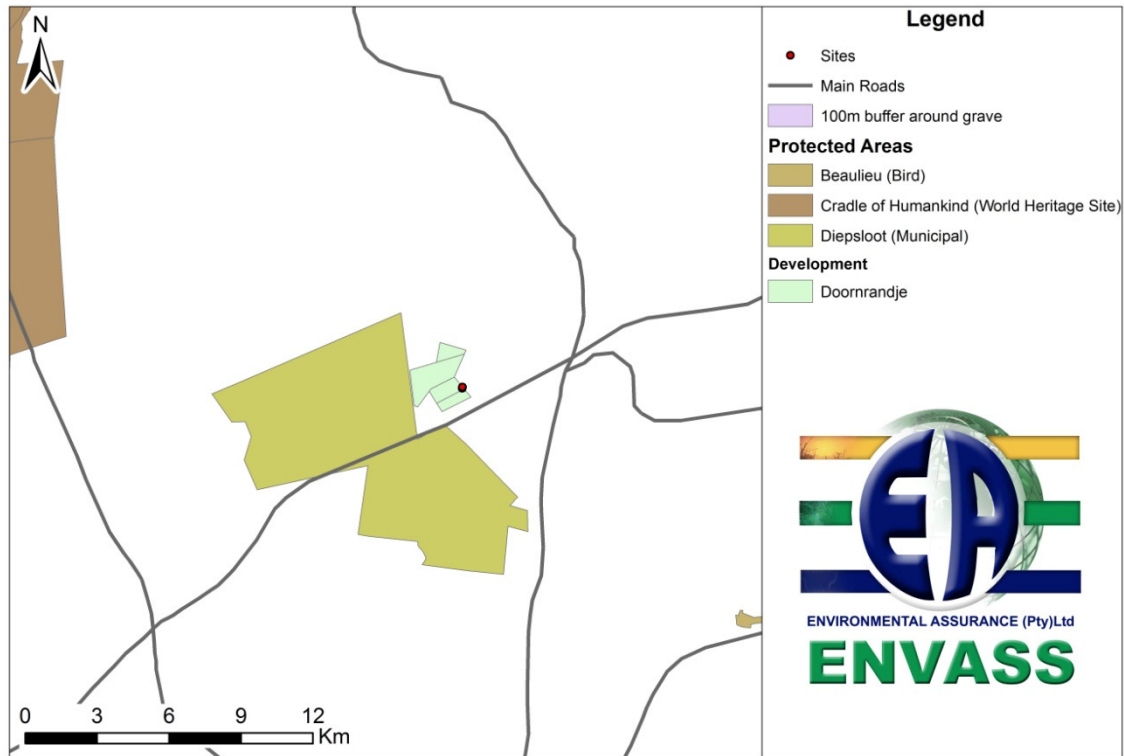 N
0 3 6 9 12
Km
Legend
Sites
Main Roads
100m buffer around grave
Protected Areas
Beaulieu (Bird)
Cradle of Humankind (World Heritage Site)
Diepsloot (Municipal)
Development
Doornrandje
EA
ENVIRONMENTAL ASSURANCE (Pty)Ltd
ENVASS